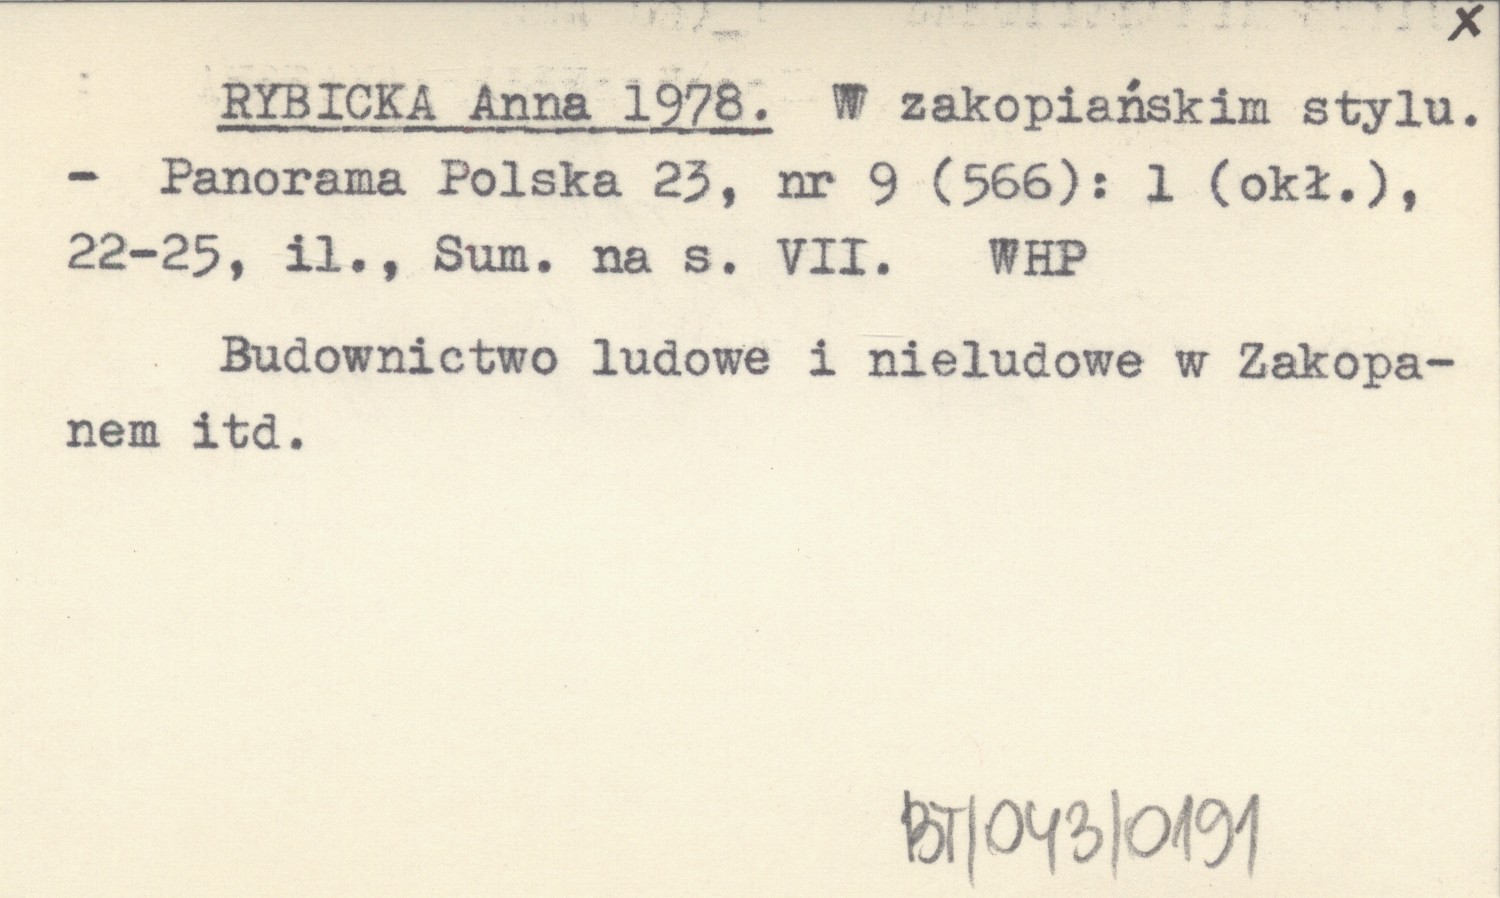 x
RYBICKA Anna 1978. W zakopiańskim stylu.
- Panorama Polska 23, nr 9 (566): 1 (okł.),
22-25, il., Sum. na s. VII. WHP
Budownictwo ludowe i nieludowe w Zakopa-
nem itd.
BT/043/0191